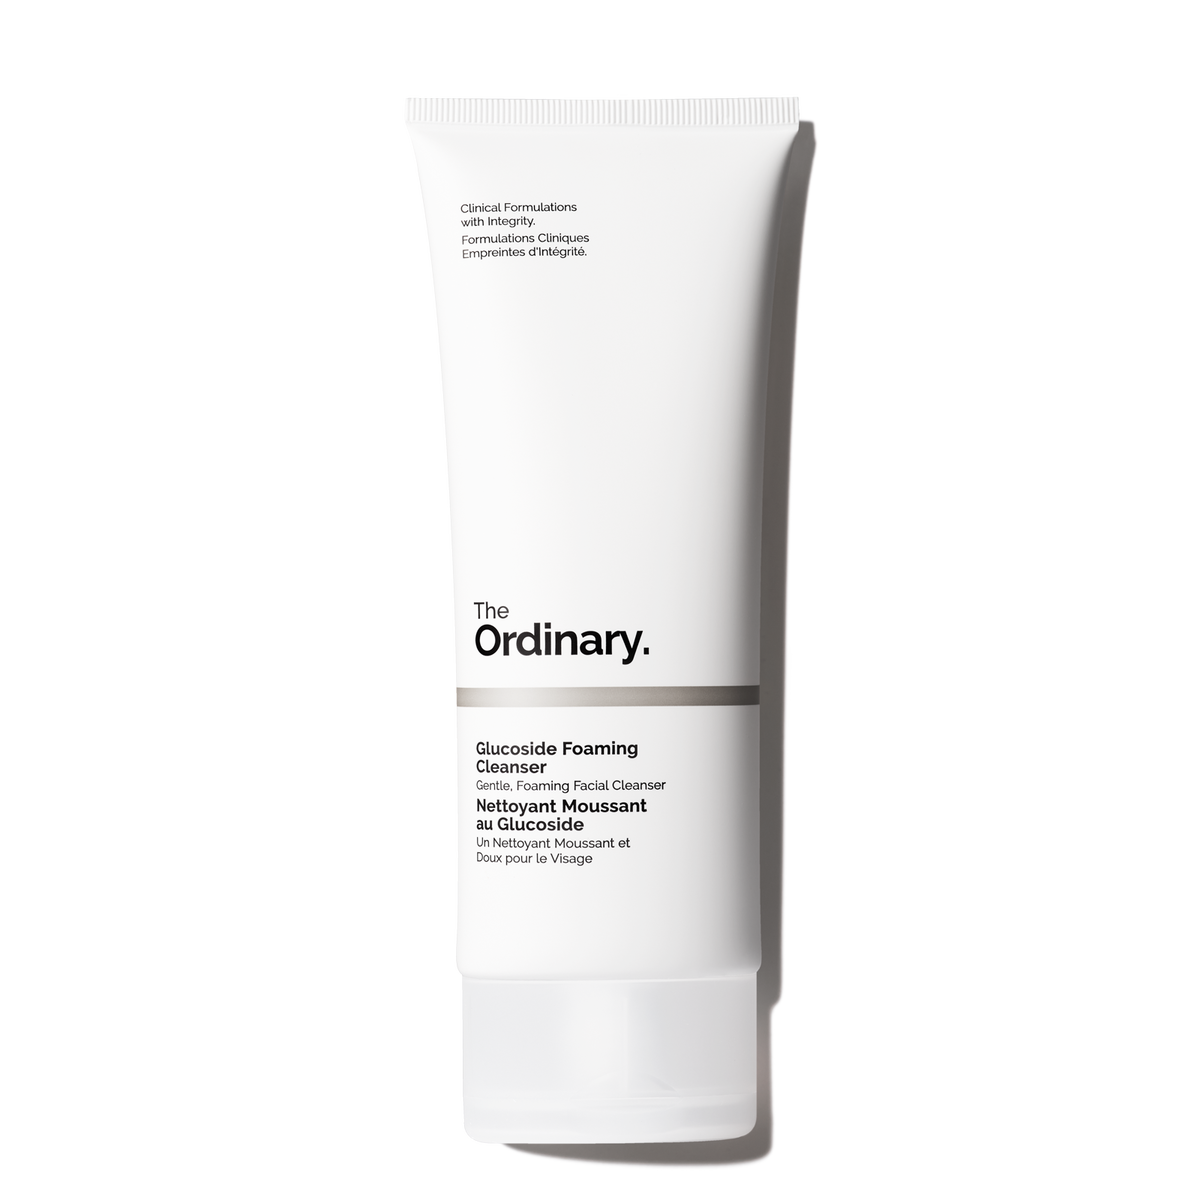 Clinical Formulations
with Integrity.
Formulations Cliniques
Empreintes d'Intégrité.
The
Ordinary.
Glucoside Foaming
Cleanser
Gentle, Foaming Facial Cleanser
Nettoyant Moussant
au Glucoside
Un Nettoyant Moussant et
Doux pour le Visage